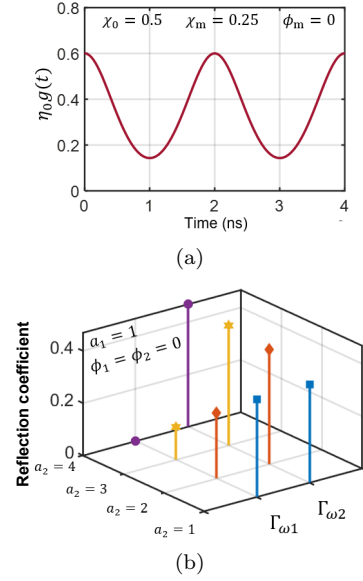 0.8
χ₀ = 0.5 χₘ = 0.25 ϕₘ = 0
0.6
0.4
0.2
0
η₀g(t)
0 1 2 3 4
Time (ns)
(a)
Reflection coefficient
0.4
0.2
0
a₁ = 1
ϕ₁ = ϕ₂ = 0
a₂ = 4
a₂ = 3
a₂ = 2
a₂ = 1
Γω1
Γω2
(b)